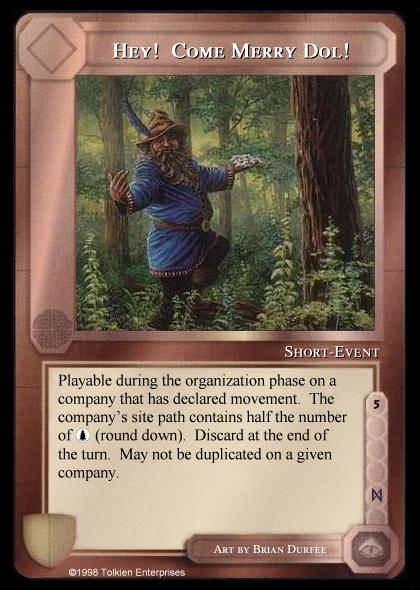 Hey! Come Merry Dol!
Short-Event
Playable during the organization phase on a
company that has declared movement. The
company's site path contains half the number
of (round down). Discard at the end of
the turn. May not be duplicated on a given
company.
5
Art by Brian Durfee
©1998 Tolkien Enterprises